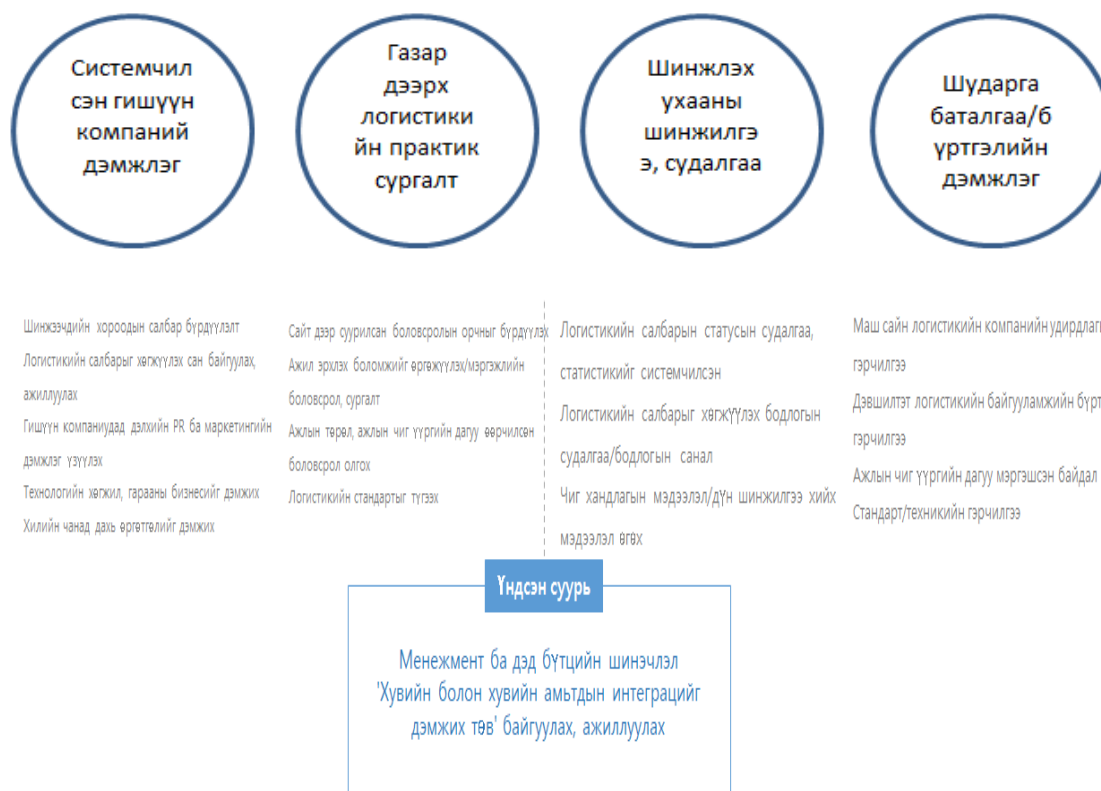 Системчил
сэн гишүүн
компаний
дэмжлэг
Газар
дээрх
логистики
йн практик
сургалт
Шинжлэх
ухааны
шинжилгэ
э, судалгаа
Шударга
баталгаа/б
үртгэлийн
дэмжлэг
Шинжээчдийн хороодын салбар бүрдүүлэлт
Логистикийн салбарыг хөгжүүлэх сан байгуулах,
ажиллуулах
Гишүүн компаниудад дэлхийн PR ба маркетингийн
дэмжлэг үзүүлэх
Технологийн хөгжил, гарааны бизнесийг дэмжих
Хилийн чанад дахь өргөтгөлийг дэмжих
Сайт дээр суурилсан боловсролын орчныг бүрдүүлэх
Ажил эрхлэх боломжийг өргөжүүлэх/мэргэжлийн
боловсрол, сургалт
Ажлын төрөл, ажлын чиг үүргийн дагуу өөрчилсөн
боловсрол олгох
Логистикийн стандартыг түгээх
Логистикийн салбарын статусын судалгаа,
статистикийг системчилсэн
Логистикийн салбарыг хөгжүүлэх бодлогын
судалгаа/бодлогын санал
Чиг хандлагын мэдээлэл/дүн шинжилгээ хийх
мэдээлэл өгөх
Маш сайн логистикийн компанийн удирдлаг
гэрчилгээ
Дэвшилтэт логистикийн байгууламжийн бүрт
гэрчилгээ
Ажлын чиг үүргийн дагуу мэргэшсэн байдал
Стандарт/техникийн гэрчилгээ
Үндсэн суурь
Менежмент ба дэд бүтцийн шинэчлэл
'Хувийн болон хувийн амьтдын интеграцийг
дэмжих төв' байгуулах, ажиллуулах